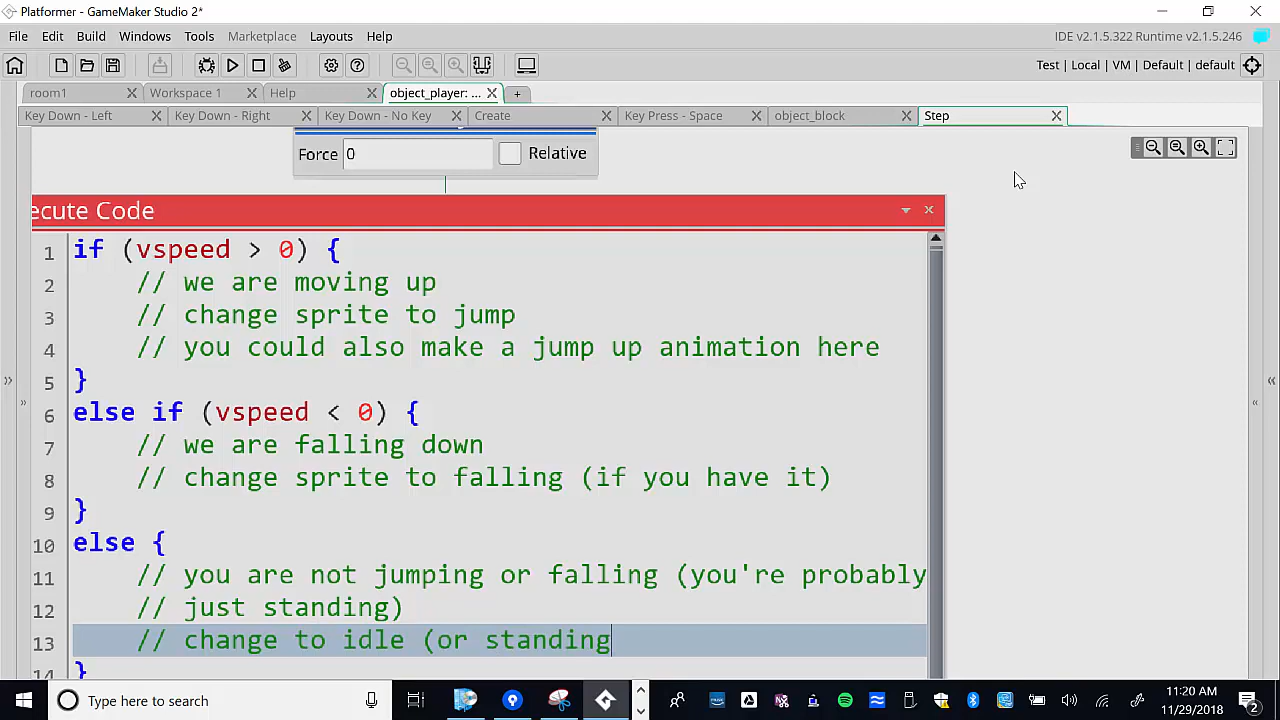 Platformer - GameMaker Studio 2*
File Edit Build Windows Tools Marketplace Layouts Help
IDE v2.1.5.322 Runtime v2.1.5.246
Test | Local | VM | Default | default
room1 Workspace 1 Help object_player: ... +
Key Down - Left Key Down - Right Key Down - No Key Create Key Press - Space object_block Step
Force 0 Relative
ecute Code
1 if (vspeed > 0) {
2 // we are moving up
3 // change sprite to jump
4 // you could also make a jump up animation here
5 }
6 else if (vspeed < 0) {
7 // we are falling down
8 // change sprite to falling (if you have it)
9 }
10 else {
11 // you are not jumping or falling (you're probably
12 // just standing)
13 // change to idle (or standing
14 }
Type here to search
11:20 AM
11/29/2018
2